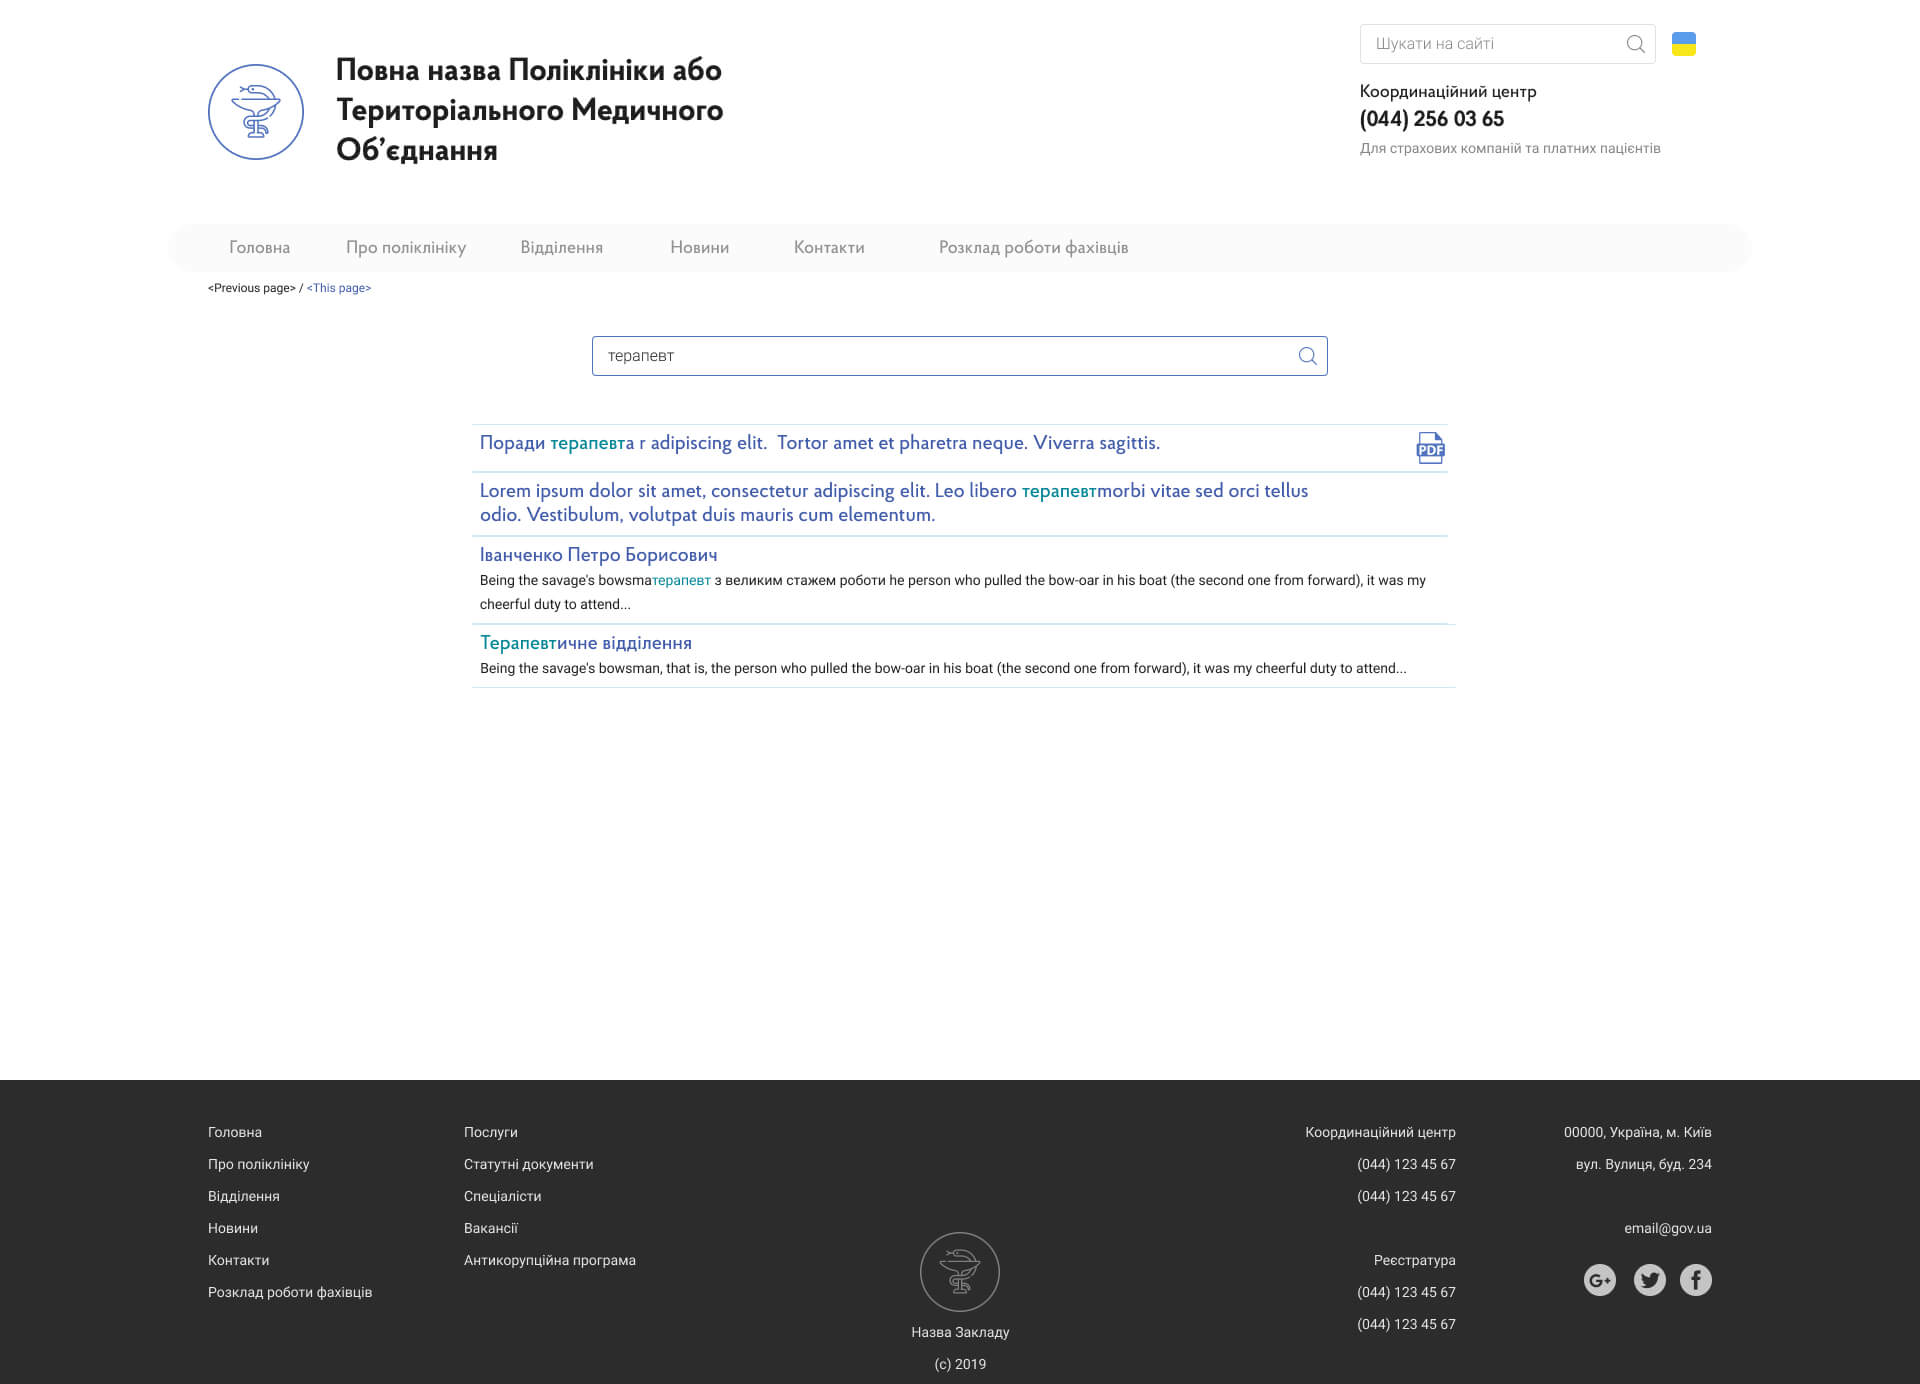 Повна назва Поліклініки або
Територіального Медичного
Об’єднання
Шукати на сайті
Координаційний центр
(044) 256 03 65
Для страхових компаній та платних пацієнтів
Головна Про поліклініку Відділення Новини Контакти Розклад роботи фахівців
<Previous page> / <This page>
терапевт
Поради терапевта r adipiscing elit.  Tortor amet et pharetra neque. Viverra sagittis.
PDF
Lorem ipsum dolor sit amet, consectetur adipiscing elit. Leo libero терапевтmorbi vitae sed orci tellus
odio. Vestibulum, volutpat duis mauris cum elementum.
Іванченко Петро Борисович
Being the savage's bowsmaтерапевт з великим стажем роботи he person who pulled the bow-oar in his boat (the second one from forward), it was my
cheerful duty to attend...
Терапевтичне відділення
Being the savage's bowsman, that is, the person who pulled the bow-oar in his boat (the second one from forward), it was my cheerful duty to attend...
Головна
Про поліклініку
Відділення
Новини
Контакти
Розклад роботи фахівців
Послуги
Статутні документи
Спеціалісти
Вакансії
Антикорупційна програма
Назва Закладу
(c) 2019
Координаційний центр
(044) 123 45 67
(044) 123 45 67
Реєстратура
(044) 123 45 67
(044) 123 45 67
00000, Україна, м. Київ
вул. Вулиця, буд. 234
email@gov.ua